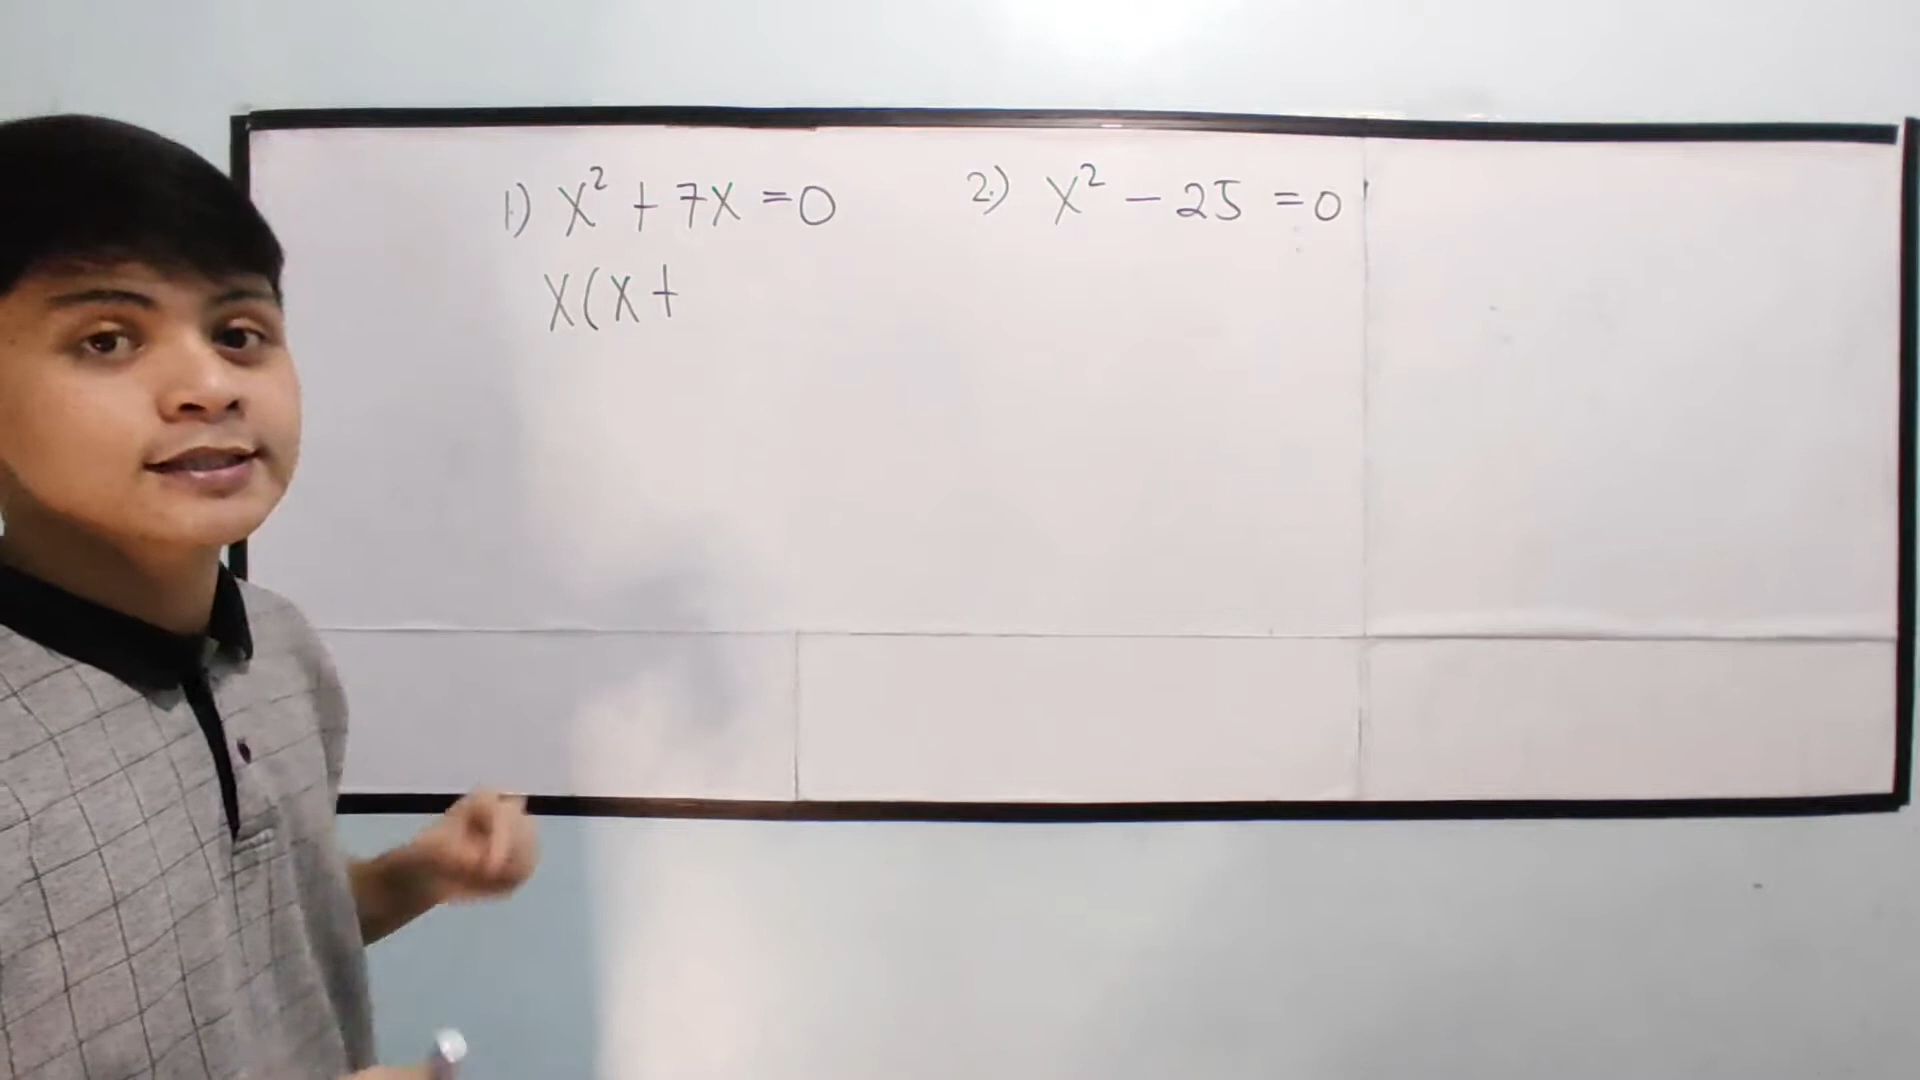 1.) x² + 7x = 0
x(x +
2.) x² - 25 = 0